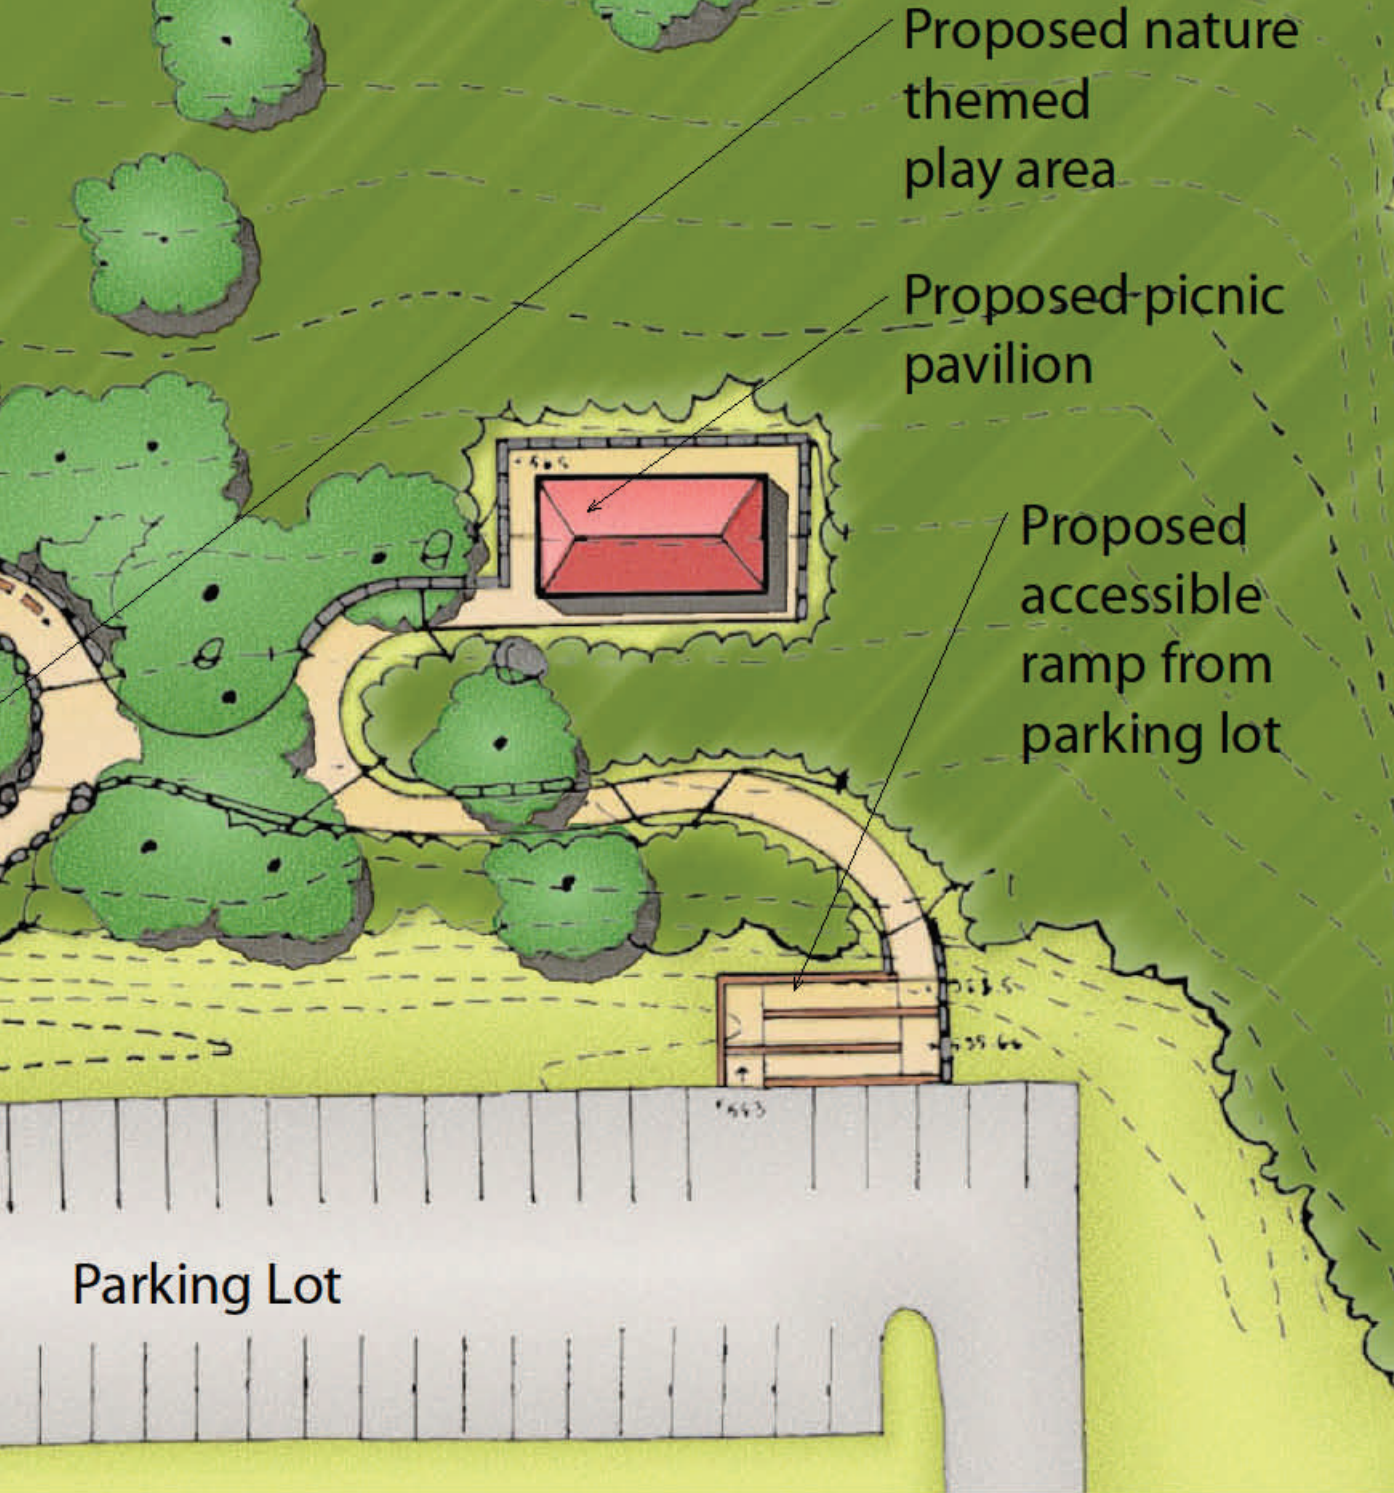 Proposed nature
themed
play area
Proposed picnic
pavilion
Proposed
accessible
ramp from
parking lot
Parking Lot